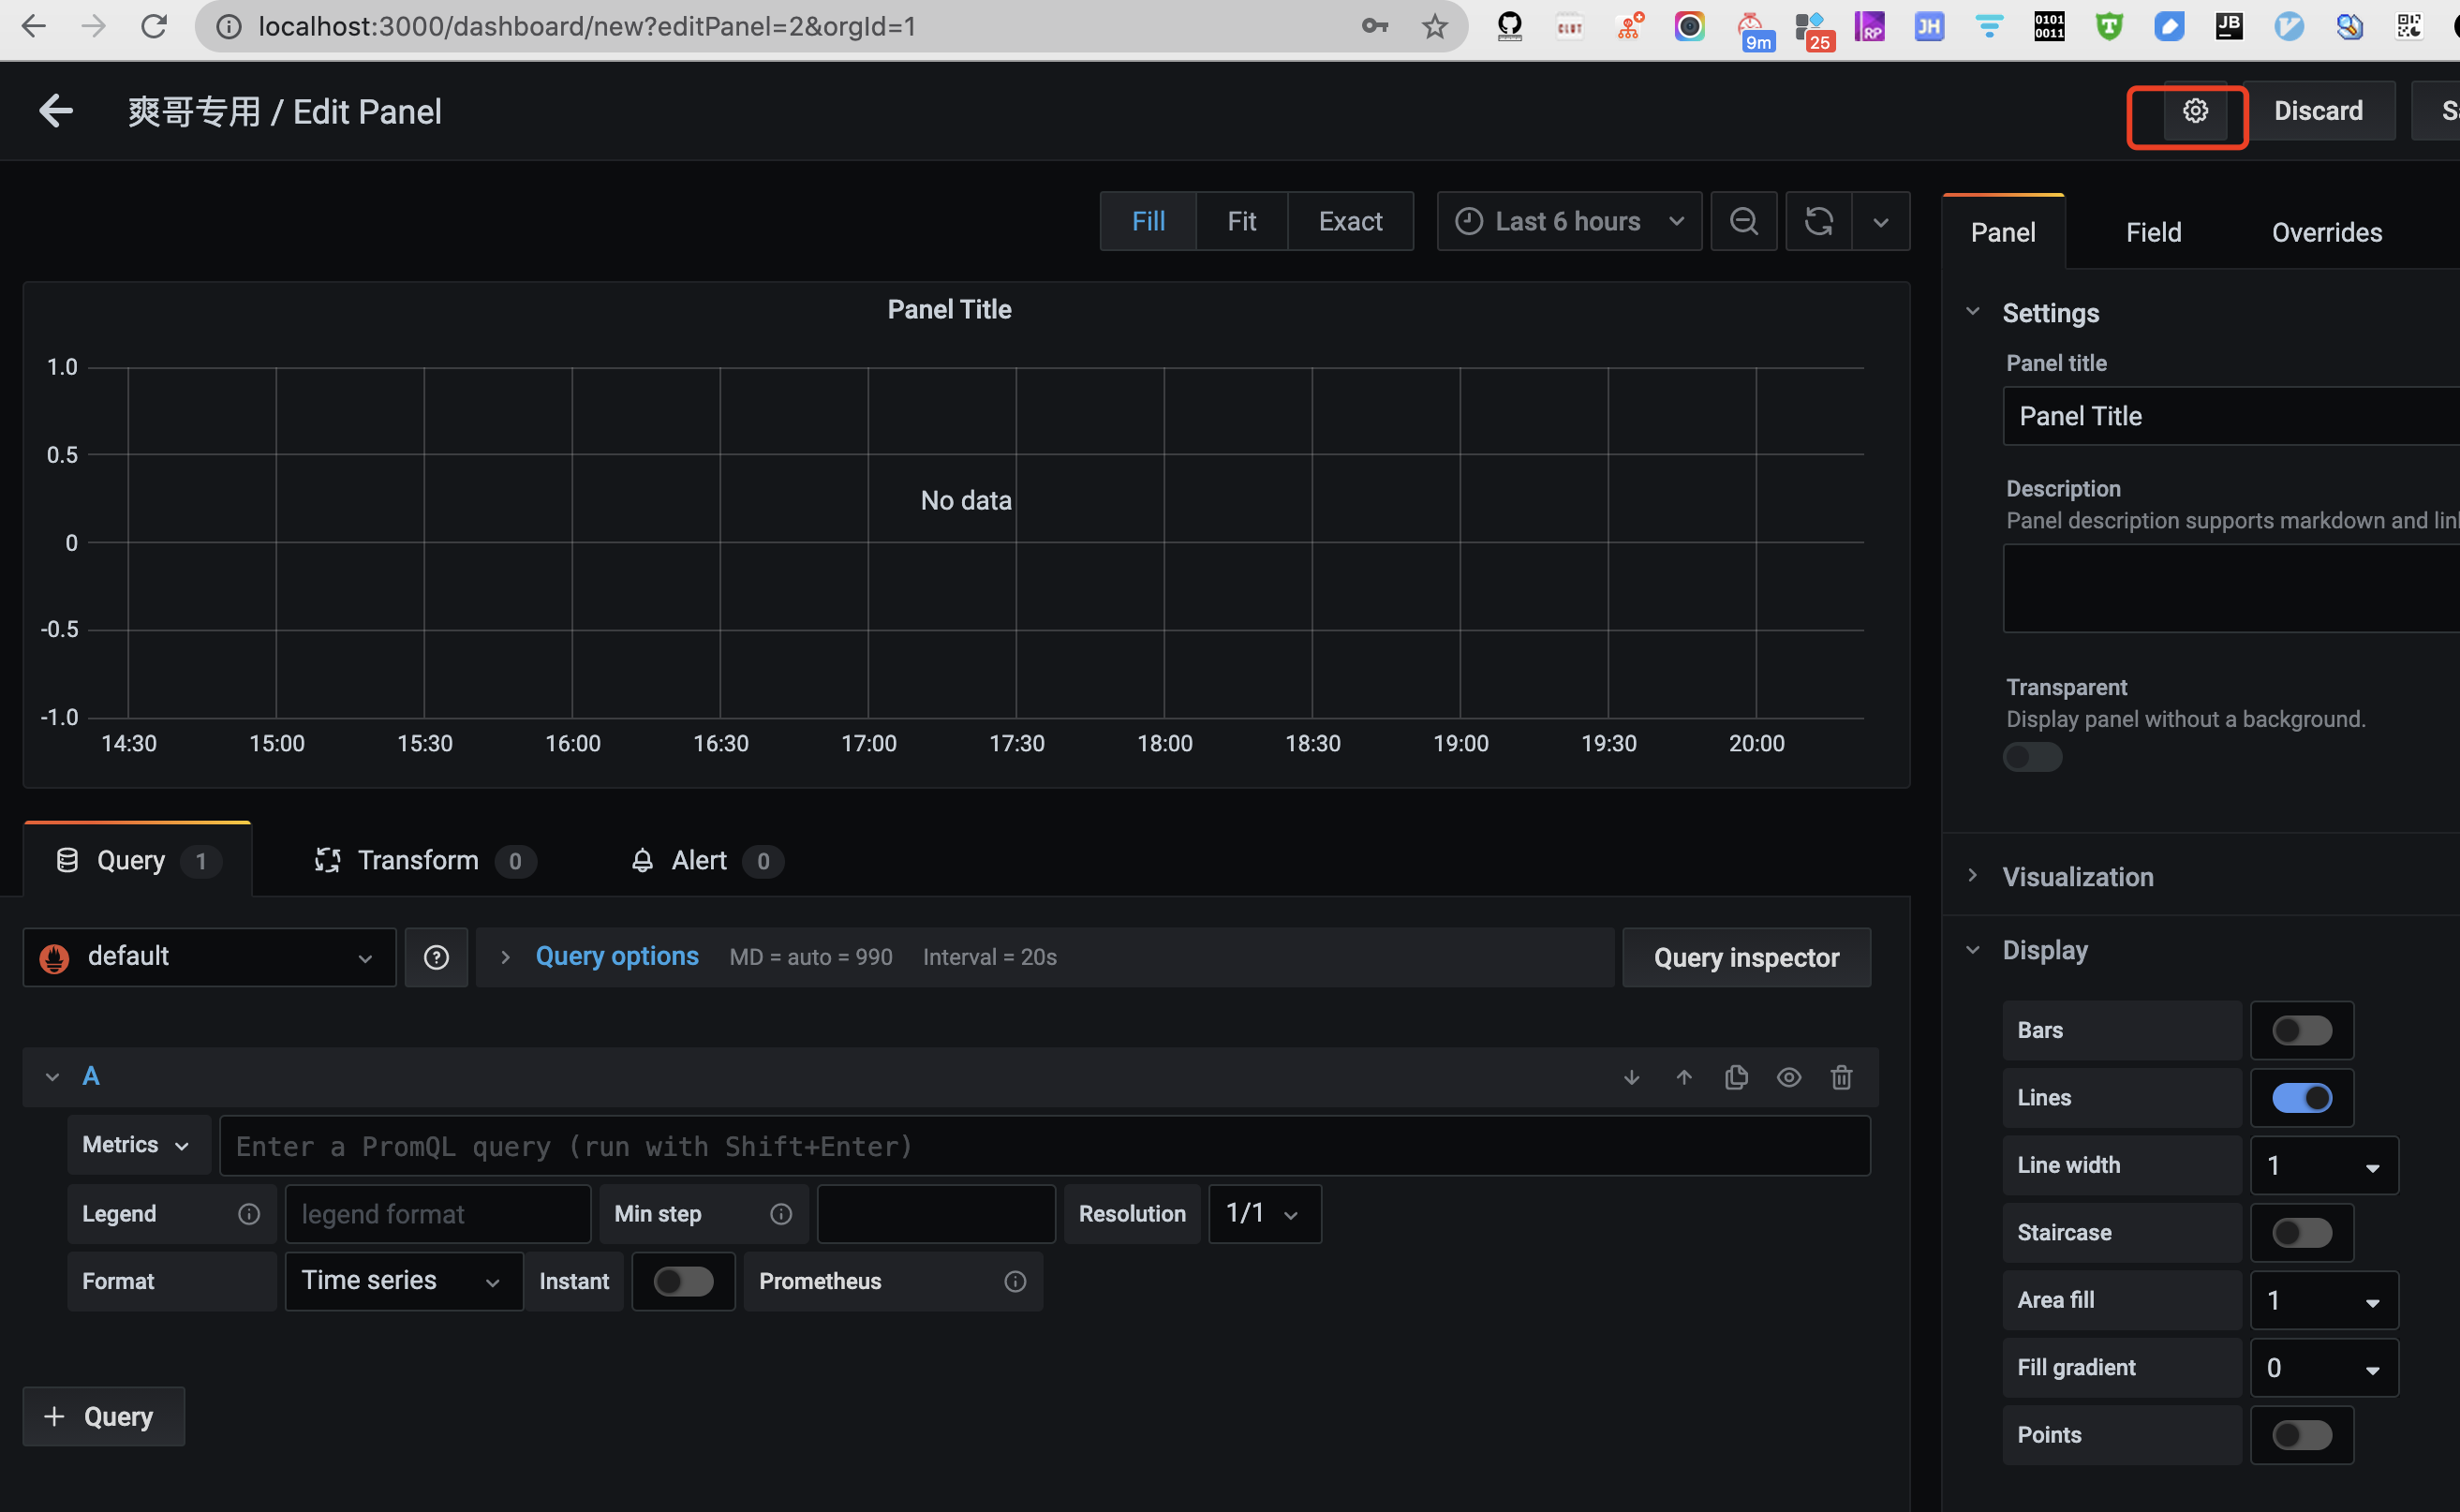 localhost:3000/dashboard/new?editPanel=2&orgId=1
9m
25
RP
JH
0101
0011
T
JB
爽哥专用 / Edit Panel
Discard
Fill
Fit
Exact
Last 6 hours
Panel
Field
Overrides
Panel Title
1.0
0.5
0
-0.5
-1.0
No data
14:30
15:00
15:30
16:00
16:30
17:00
17:30
18:00
18:30
19:00
19:30
20:00
Settings
Panel title
Panel Title
Description
Panel description supports markdown and
Transparent
Display panel without a background.
Query 1
Transform 0
Alert 0
default
Query options
MD = auto = 990
Interval = 20s
Query inspector
A
Metrics
Enter a PromQL query (run with Shift+Enter)
Legend
legend format
Min step
Resolution
1/1
Format
Time series
Instant
Prometheus
+ Query
Visualization
Display
Bars
Lines
Line width
1
Staircase
Area fill
1
Fill gradient
0
Points